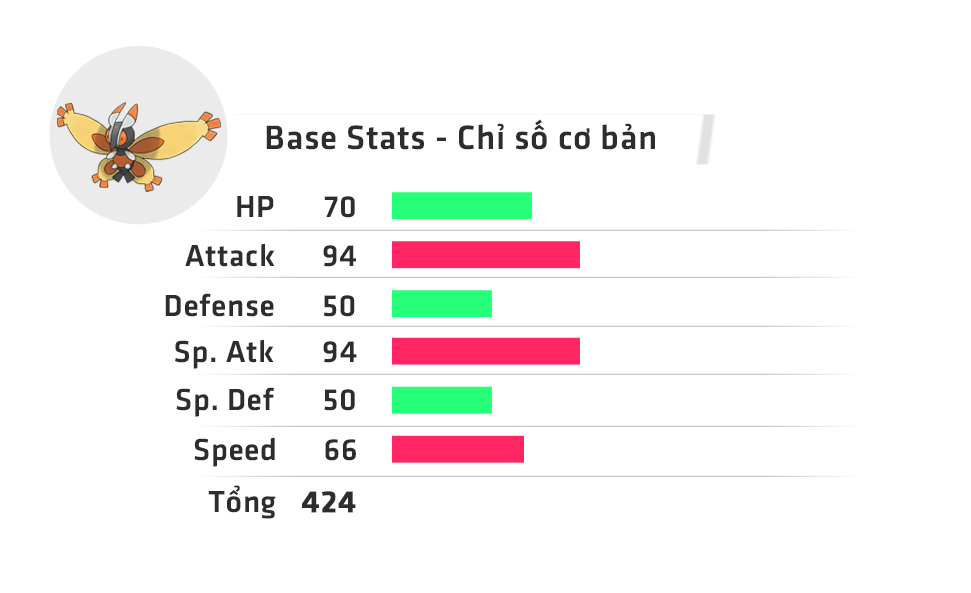 Base Stats - Chỉ số cơ bản
HP 70
Attack 94
Defense 50
Sp. Atk 94
Sp. Def 50
Speed 66
Tổng 424